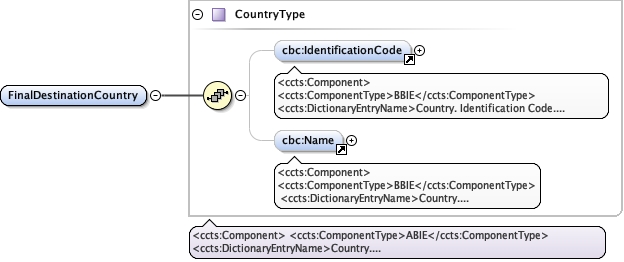 CountryType
cbc:IdentificationCode
<ccts:Component>
<ccts:ComponentType>BBIE</ccts:ComponentType>
<ccts:DictionaryEntryName>Country. Identification Code....
FinalDestinationCountry
cbc:Name
<ccts:Component>
<ccts:ComponentType>BBIE</ccts:ComponentType>
<ccts:DictionaryEntryName>Country....
<ccts:Component> <ccts:ComponentType>ABIE</ccts:ComponentType>
<ccts:DictionaryEntryName>Country....